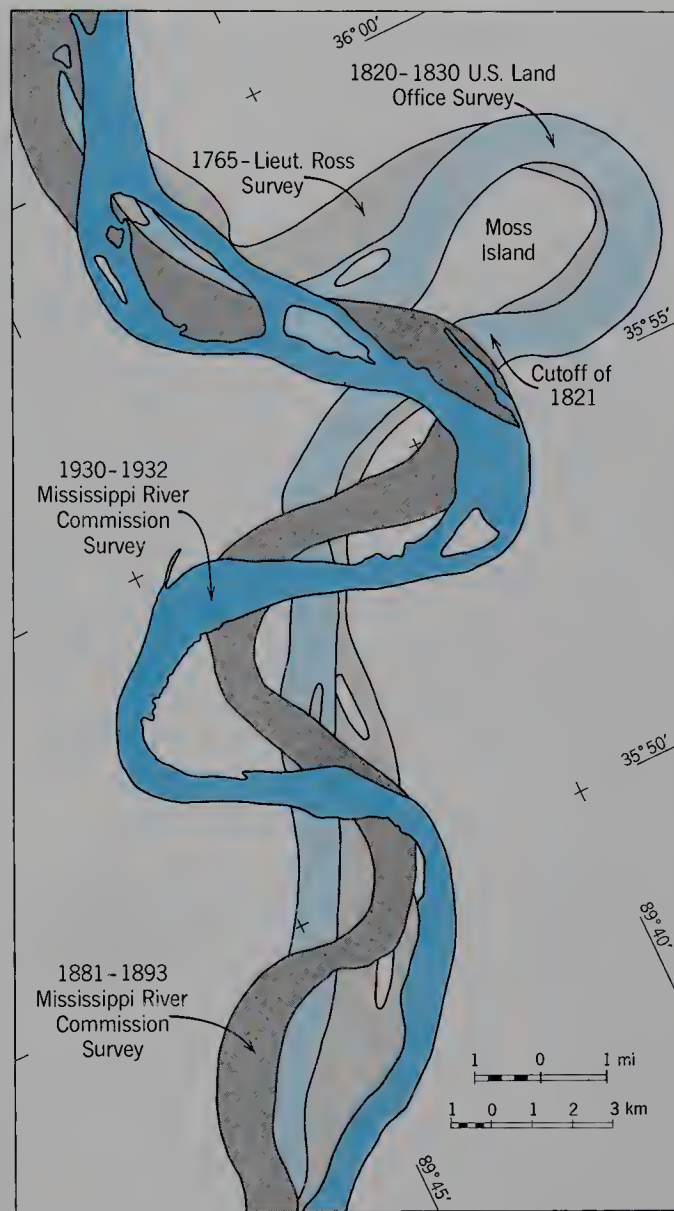 36°00′
1820–1830 U.S. Land
Office Survey
1765–Lieut. Ross
Survey
Moss
Island
35°55′
Cutoff of
1821
1930–1932
Mississippi River
Commission
Survey
35°50′
89°40′
1881–1893
Mississippi River
Commission
Survey
1 0 1 mi
1 0 1 2 3 km
89°45′